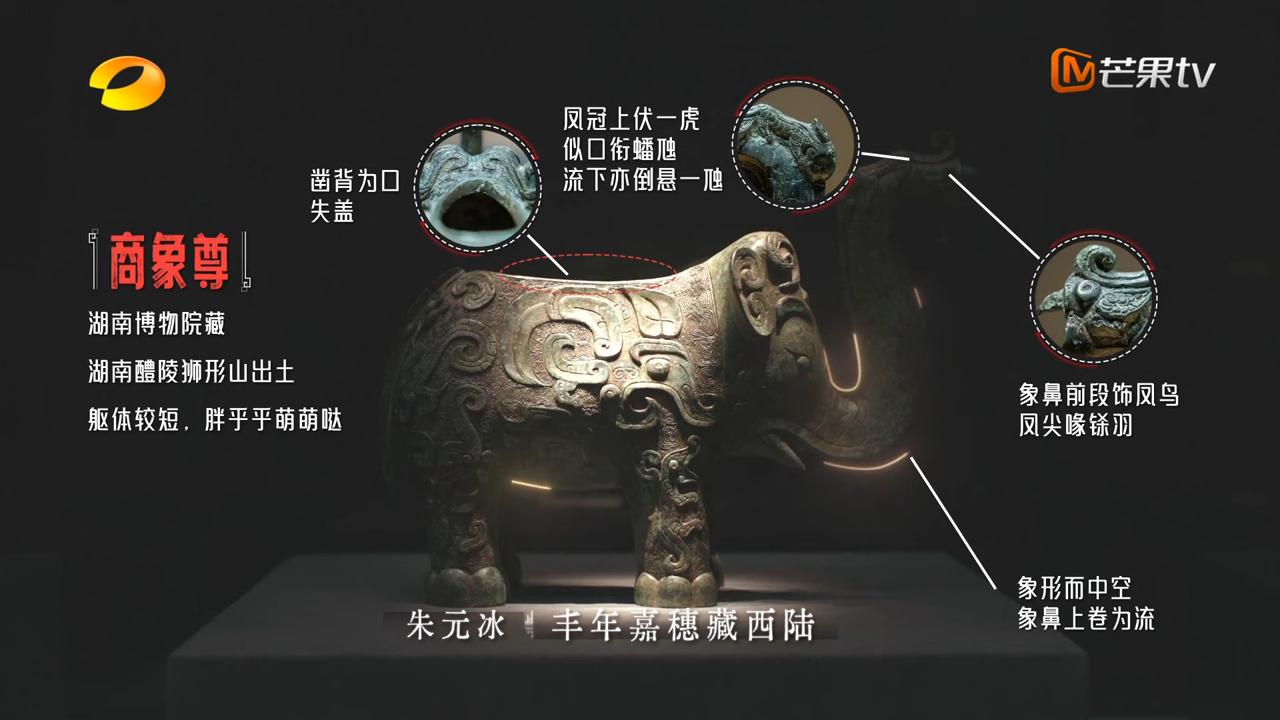 芒果tv
凤冠上伏一虎
似口衔蟠虺
流下亦倒悬一虺
凿背为口
失盖
商象尊
湖南博物院藏
湖南醴陵狮形山出土
躯体较短，胖乎乎萌萌哒
象鼻前段饰凤鸟
凤尖喙铩羽
象形而中空
象鼻上卷为流
朱元冰 丰年嘉穗藏西陆